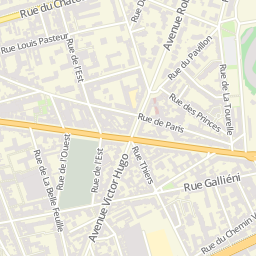 Rue du Chât
Avenue Rob
Rue Louis Pasteur
Rue de l'Est
Rue du Pavillon
Rue de La Tourelle
Rue des Princes
Rue de Paris
Rue de l'Ouest
Rue de l'Est
Rue De La Belle Feuille
Avenue Victor Hugo
Rue Thiers
Rue Galliéni
Rue du Chemin V